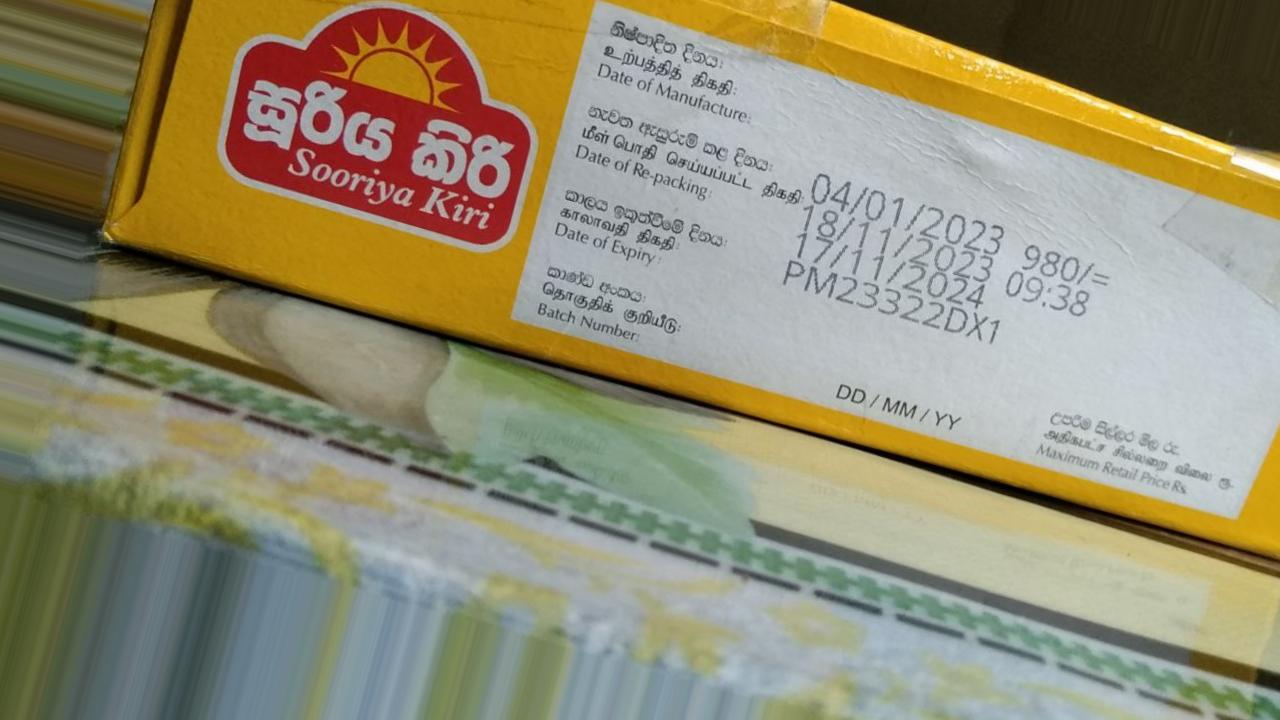 සූරිය කිරි
Sooriya Kiri
නිෂ්පාදිත දිනය:
உற்பத்தித் திகதி:
Date of Manufacture:
නැවත ඇසුරුම් කල දිනය:
மீள் பொதி செய்யப்பட்ட திகதி:
Date of Re-packing:
කාලය ඉකුත්වීමේ දිනය:
காலாவதி திகதி:
Date of Expiry:
කාණ්ඩ අංකය:
தொகுதிக் குறியீடு:
Batch Number:
04/01/2023 980/=
18/11/2023 09:38
17/11/2024
PM23322DX1
DD / MM / YY
උපරිම සිල්ලර මිල රු.
அதிகபட்ச சில்லறை விலை ரூ.
Maximum Retail Price Rs.